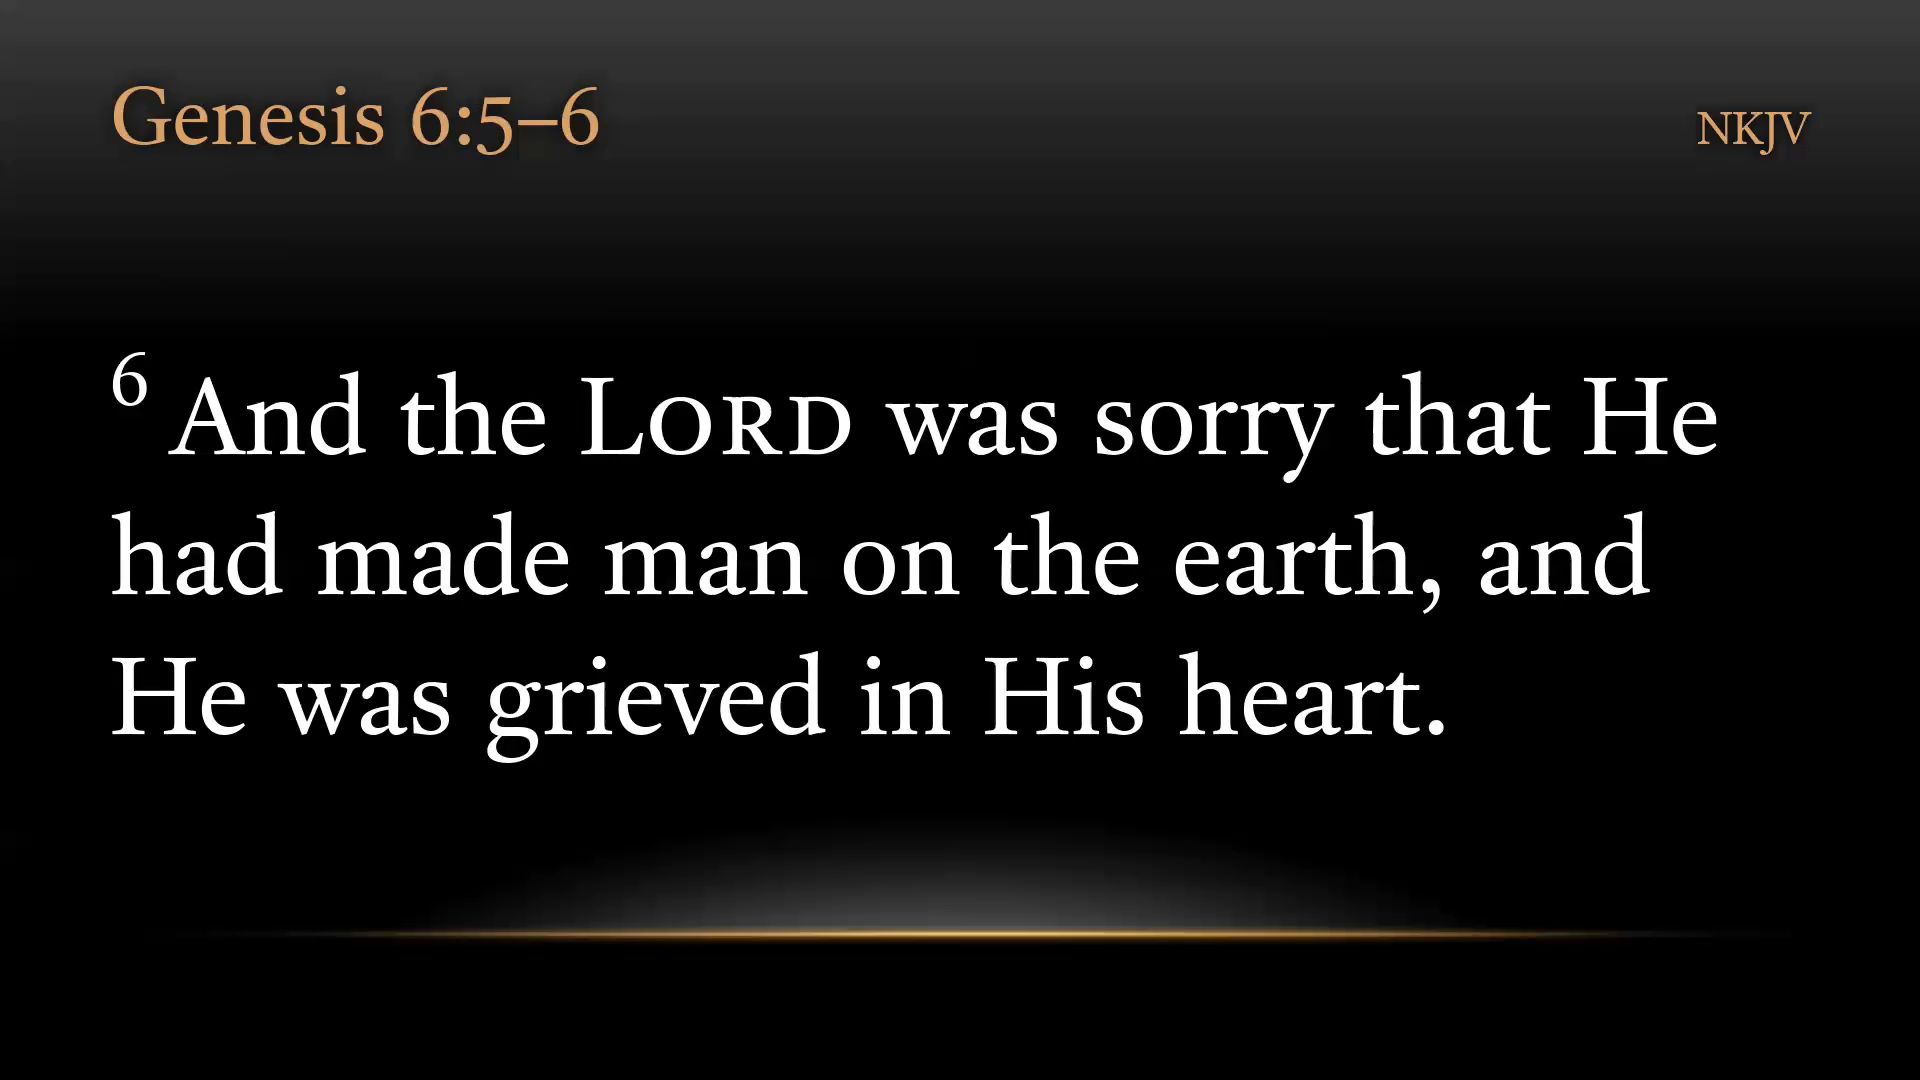 Genesis 6:5–6
NKJV
6 And the LORD was sorry that He
had made man on the earth, and
He was grieved in His heart.